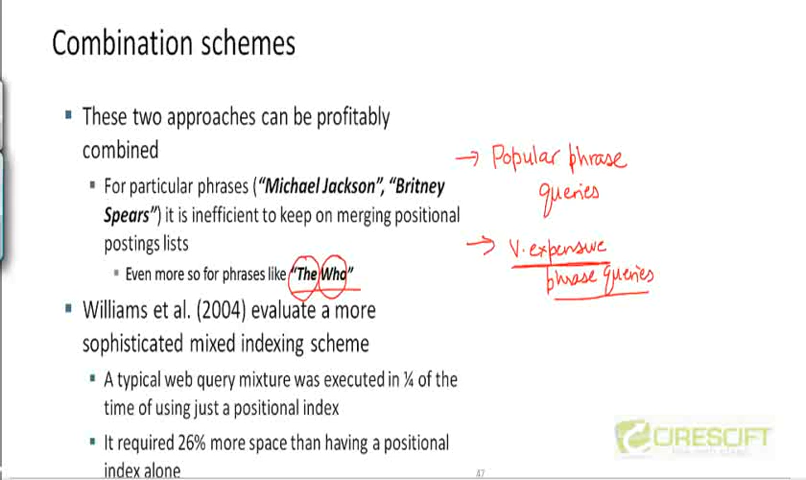 Combination schemes
These two approaches can be profitably
combined
→ Popular phrase
queries
For particular phrases (“Michael Jackson”, “Britney
Spears”) it is inefficient to keep on merging positional
postings lists
→ V. expensive
phrase queries
Even more so for phrases like “The Who”
Williams et al. (2004) evaluate a more
sophisticated mixed indexing scheme
A typical web query mixture was executed in ¼ of the
time of using just a positional index
It required 26% more space than having a positional
index alone
47